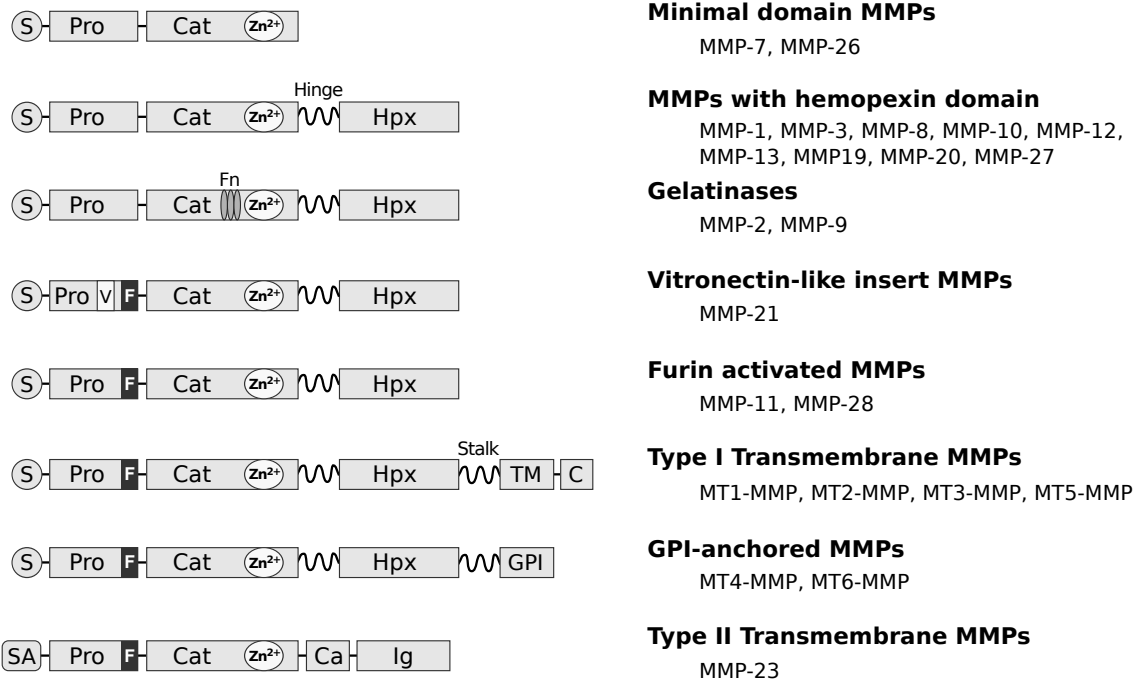 S Pro Cat Zn2+ Minimal domain MMPs
MMP-7, MMP-26
Hinge
S Pro Cat Zn2+ Hpx MMPs with hemopexin domain
MMP-1, MMP-3, MMP-8, MMP-10, MMP-12,
MMP-13, MMP19, MMP-20, MMP-27
Fn
S Pro Cat Zn2+ Hpx Gelatinases
MMP-2, MMP-9
S Pro V F Cat Zn2+ Hpx Vitronectin-like insert MMPs
MMP-21
S Pro F Cat Zn2+ Hpx Furin activated MMPs
MMP-11, MMP-28
Stalk
S Pro F Cat Zn2+ Hpx TM C Type I Transmembrane MMPs
MT1-MMP, MT2-MMP, MT3-MMP, MT5-MMP
S Pro F Cat Zn2+ Hpx GPI GPI-anchored MMPs
MT4-MMP, MT6-MMP
SA Pro F Cat Zn2+ Ca Ig Type II Transmembrane MMPs
MMP-23